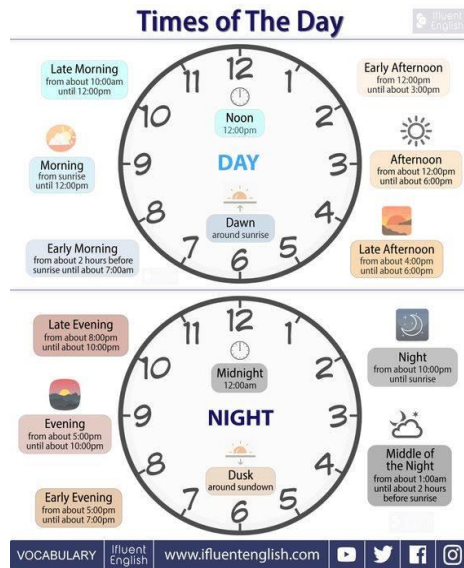 Times of The Day
Ifluent
English
Late Morning
from about 10:00am
until 12:00pm
Early Afternoon
from 12:00pm
until about 3:00pm
12
1
2
3
4
5
6
7
8
9
10
11
Noon
12:00pm
DAY
Dawn
around sunrise
Morning
from sunrise
until 12:00pm
Afternoon
from about 12:00pm
until about 6:00pm
Early Morning
from about 2 hours before
sunrise until about 7:00am
Late Afternoon
from about 4:00pm
until about 6:00pm
Late Evening
from about 8:00pm
until about 10:00pm
12
1
2
3
4
5
6
7
8
9
10
11
Midnight
12:00am
NIGHT
Dusk
around sundown
Night
from about 10:00pm
until sunrise
Evening
from about 5:00pm
until about 10:00pm
Middle of
the Night
from about 1:00am
until about 2 hours
before sunrise
Early Evening
from about 5:00pm
until about 7:00pm
VOCABULARY
Ifluent
English
www.ifluentenglish.com